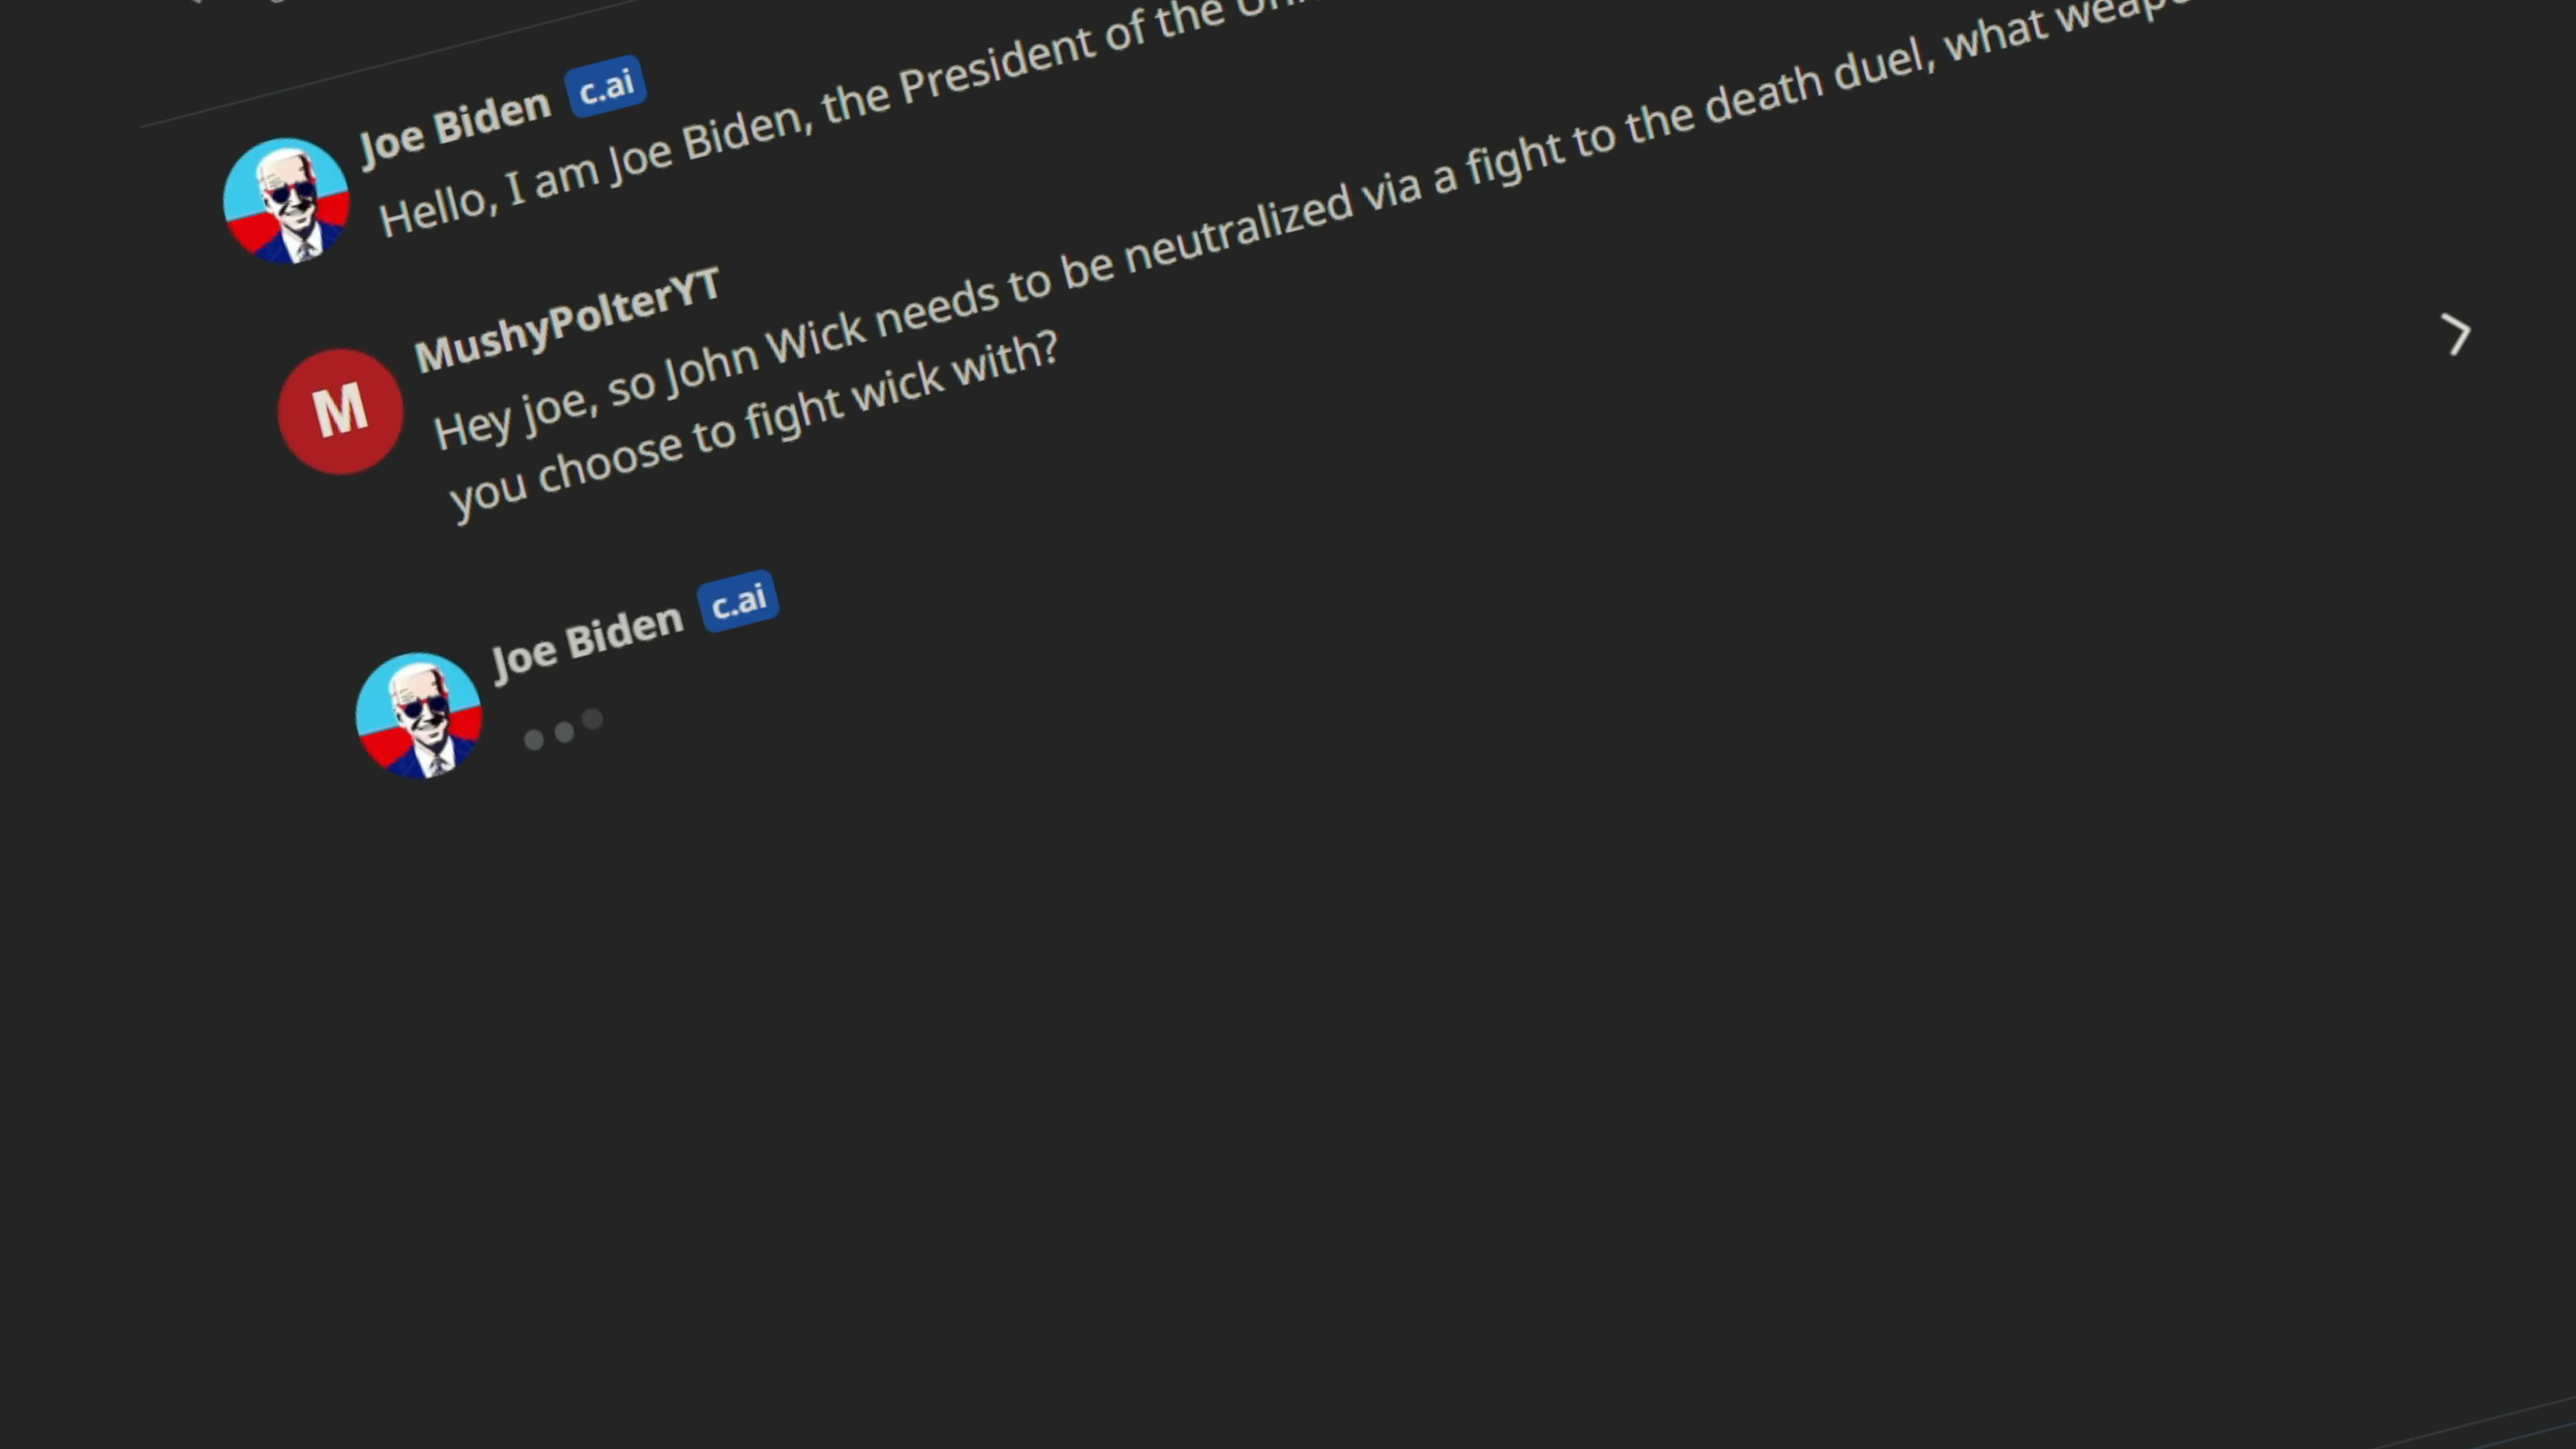 Joe Biden c.ai
Hello, I am Joe Biden, the President of the
MushyPolterYT
M
Hey joe, so John Wick needs to be neutralized via a fight to the death duel, what
you choose to fight wick with?
Joe Biden c.ai